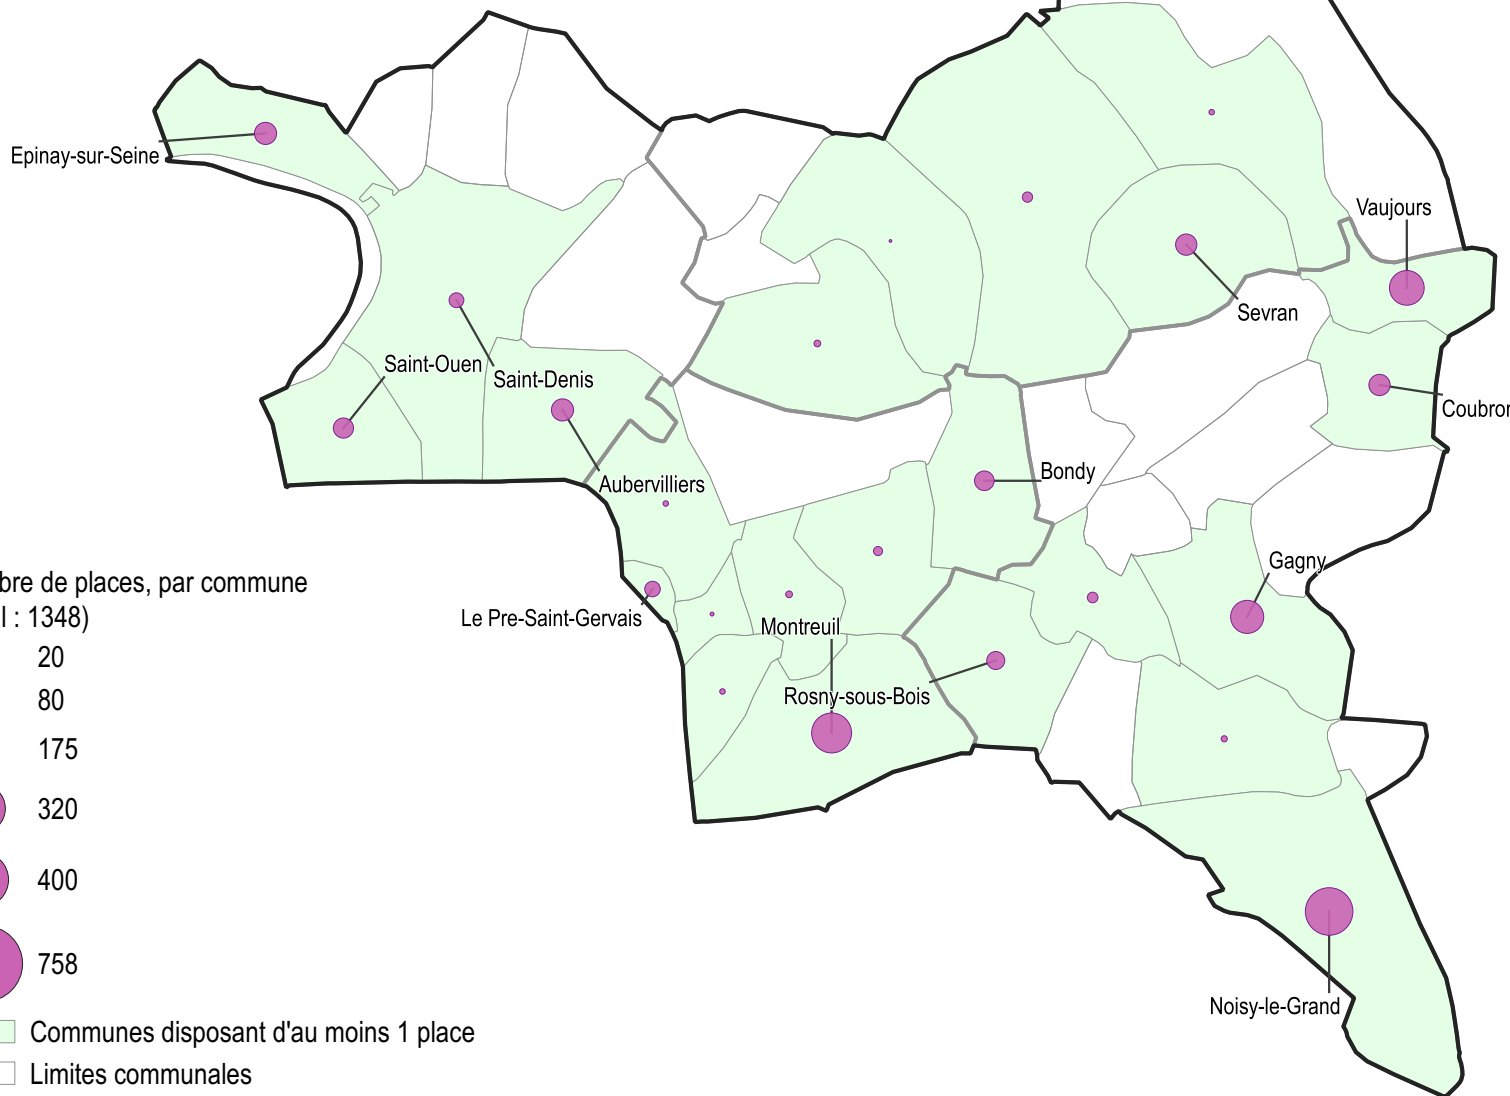 Epinay-sur-Seine
Vaujours
Sevran
Saint-Ouen
Saint-Denis
Coubron
Aubervilliers
Bondy
Gagny
Le Pre-Saint-Gervais
Montreuil
Rosny-sous-Bois
Noisy-le-Grand
bre de places, par commune
l : 1348)
20
80
175
320
400
758
Communes disposant d'au moins 1 place
Limites communales